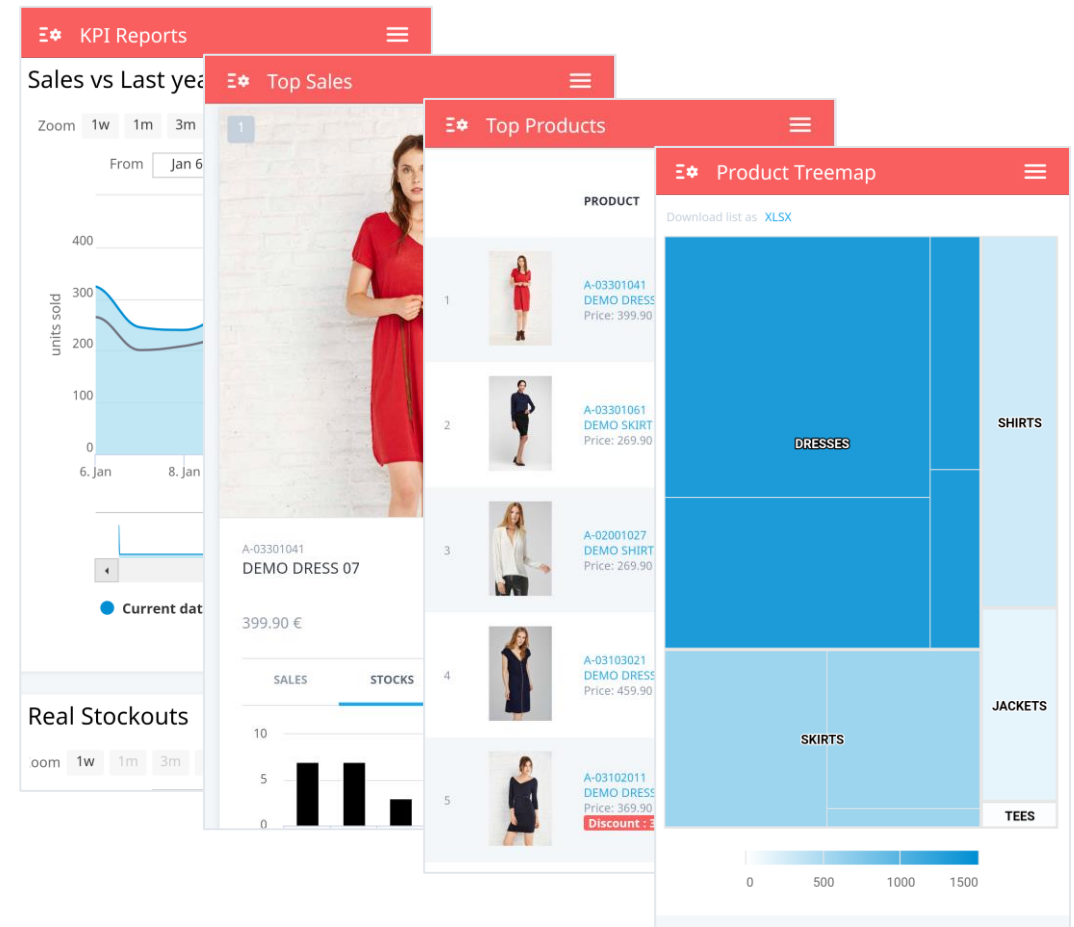 KPI Reports
Sales vs Last yea
Zoom 1w 1m 3m
From Jan 6
400
300
200
100
0
units sold
6. Jan 8. Jan
Current dat
Real Stockouts
oom 1w 1m 3m
Top Sales
1
A-03301041
DEMO DRESS 07
399.90 €
SALES STOCKS
10
5
0
Top Products
PRODUCT
1
A-03301041
DEMO DRESS
Price: 399.90
2
A-03301061
DEMO SKIRT
Price: 269.90
3
A-02001027
DEMO SHIRT
Price: 269.90
4
A-03103021
DEMO DRESS
Price: 459.90
5
A-03102011
DEMO DRESS
Price: 369.90
Discount :
Product Treemap
Download list as XLSX
DRESSES
SHIRTS
SKIRTS
JACKETS
TEES
0 500 1000 1500